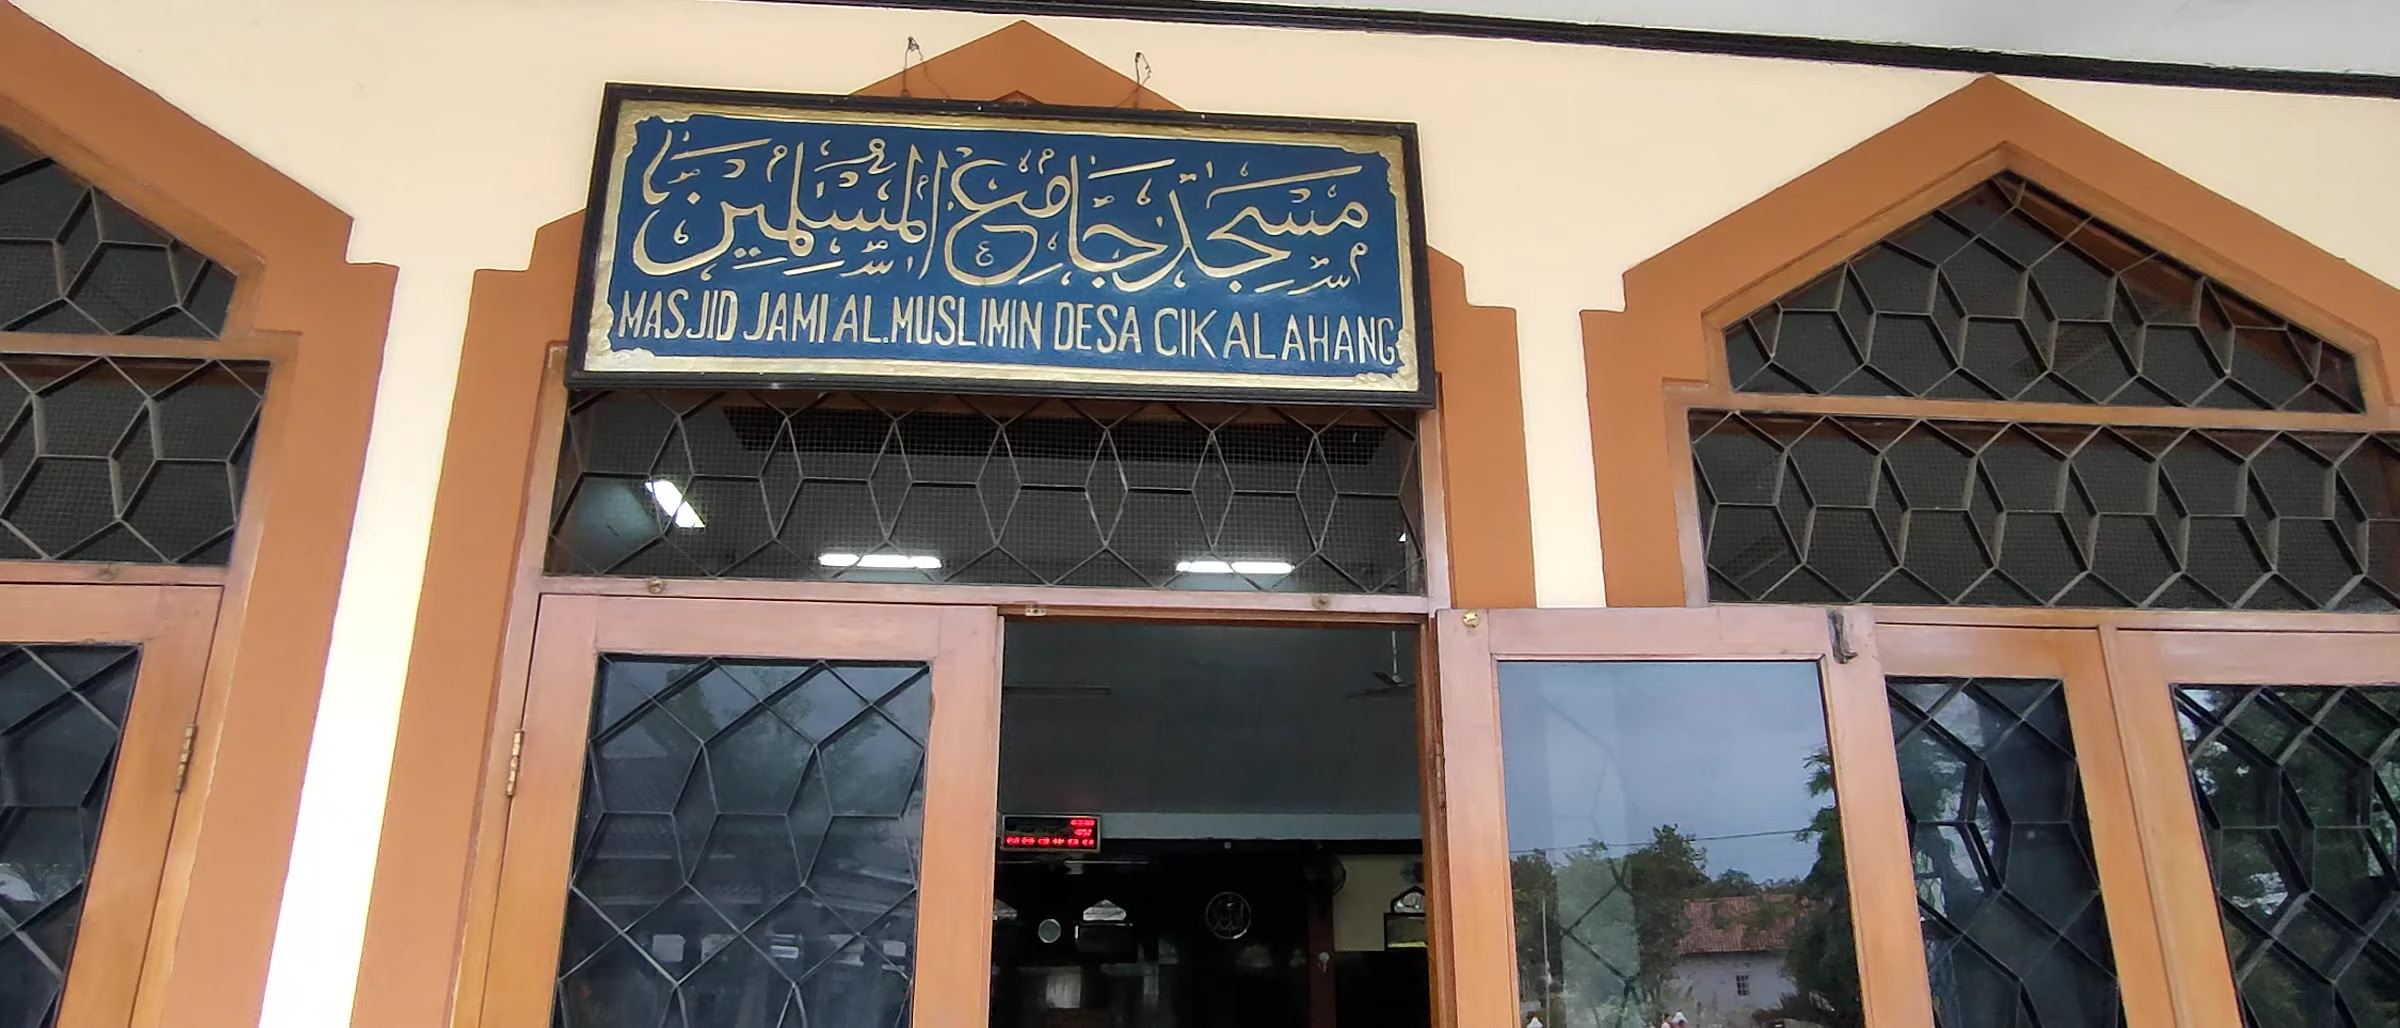 مسجد جامع المسلمين
MASJID JAMI AL.MUSLIMIN DESA CIKALAHANG